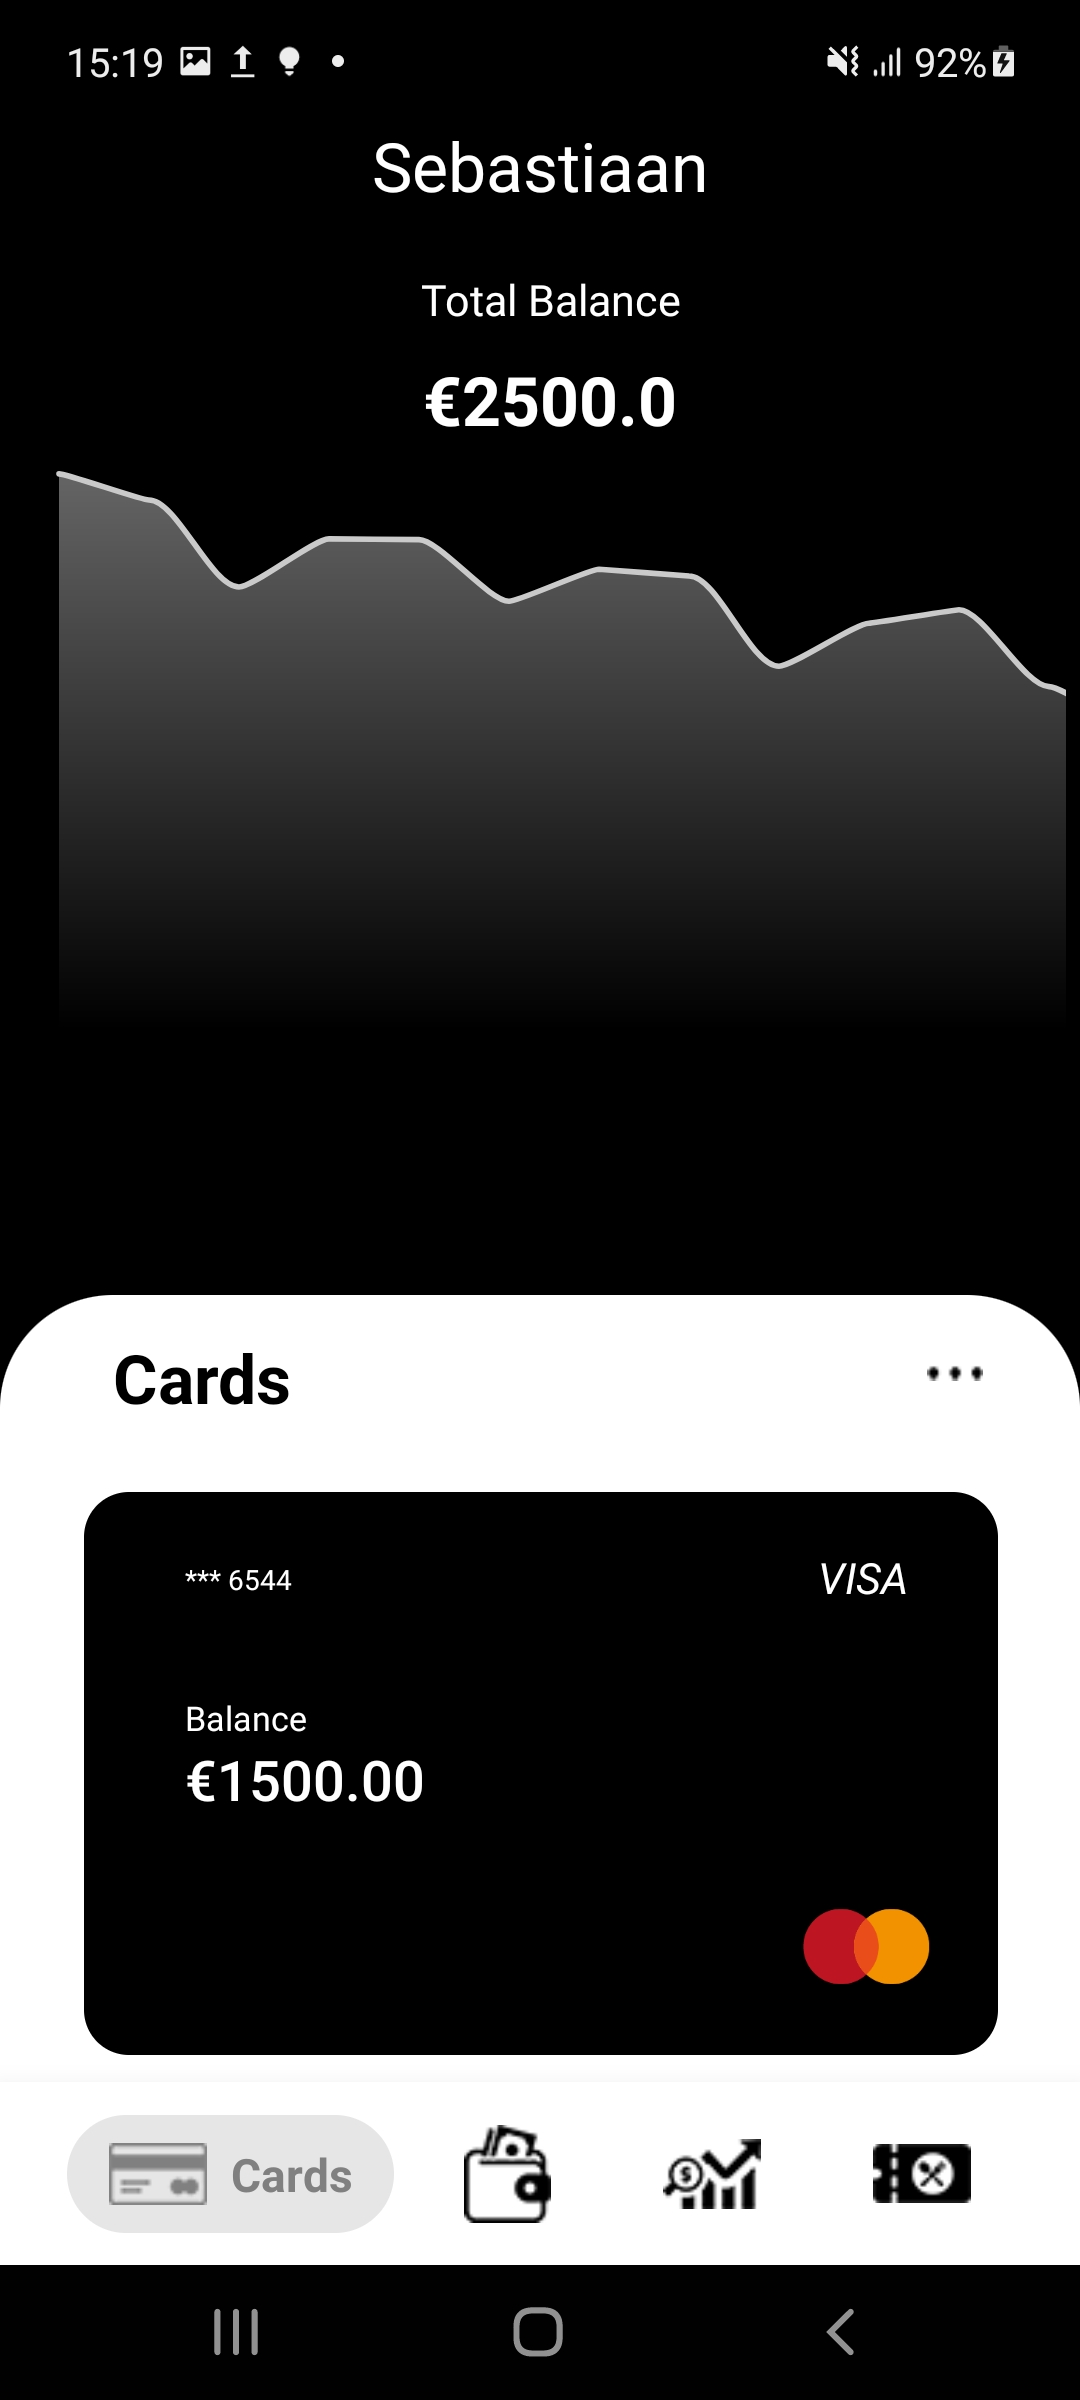 15:19 92%
Sebastiaan
Total Balance
€2500.0
Cards
*** 6544 VISA
Balance
€1500.00
Cards